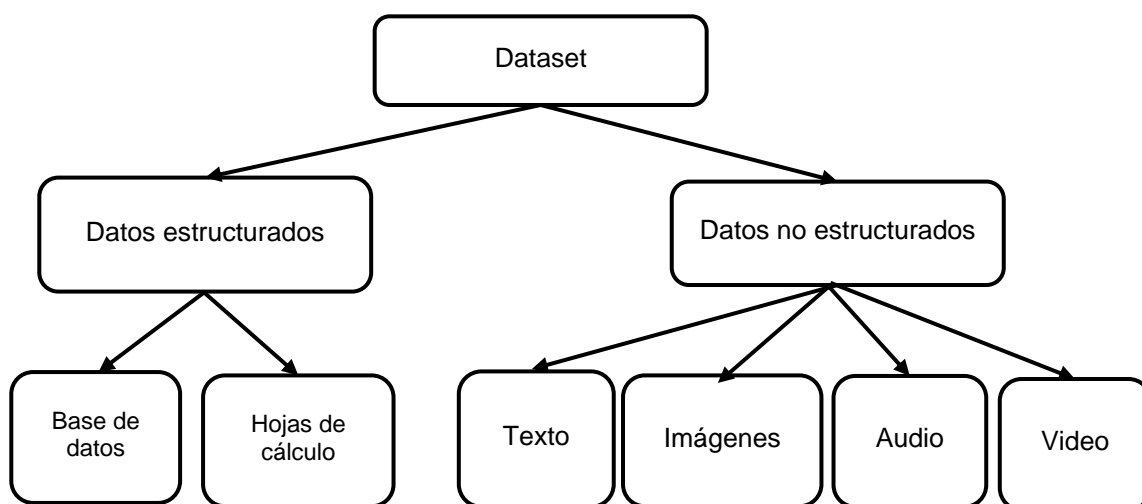 Dataset
Datos estructurados
Datos no estructurados
Base de
datos
Hojas de
cálculo
Texto
Imágenes
Audio
Video